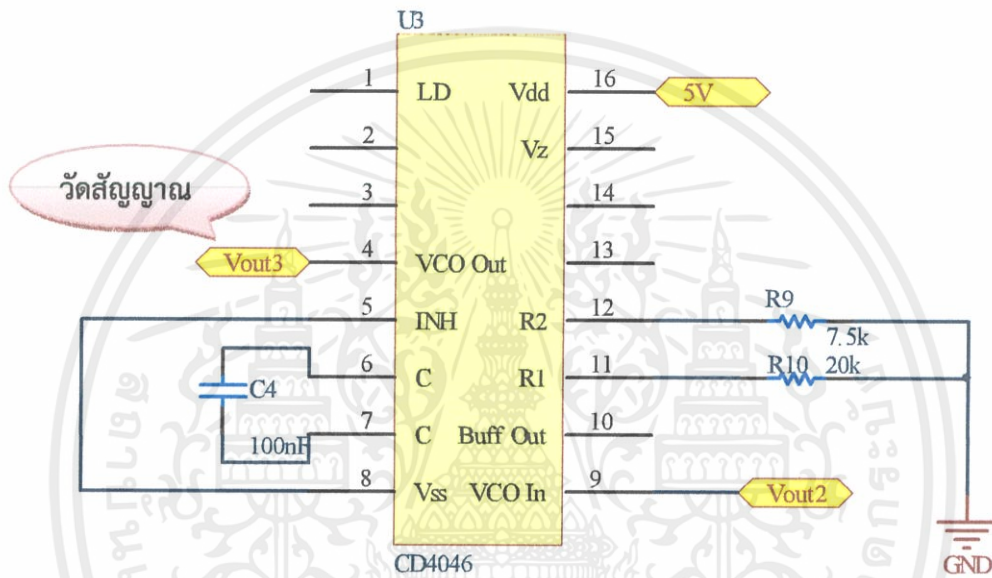 U3
1 LD Vdd 16 5V
2 Vz 15
วัดสัญญาณ
3 14
Vout3 4 VCO Out 13
5 INH R2 12 R9 7.5k
C4 100nF
6 C R1 11 R10 20k
7 C Buff Out 10
8 Vss VCO In 9 Vout2
CD4046
GND